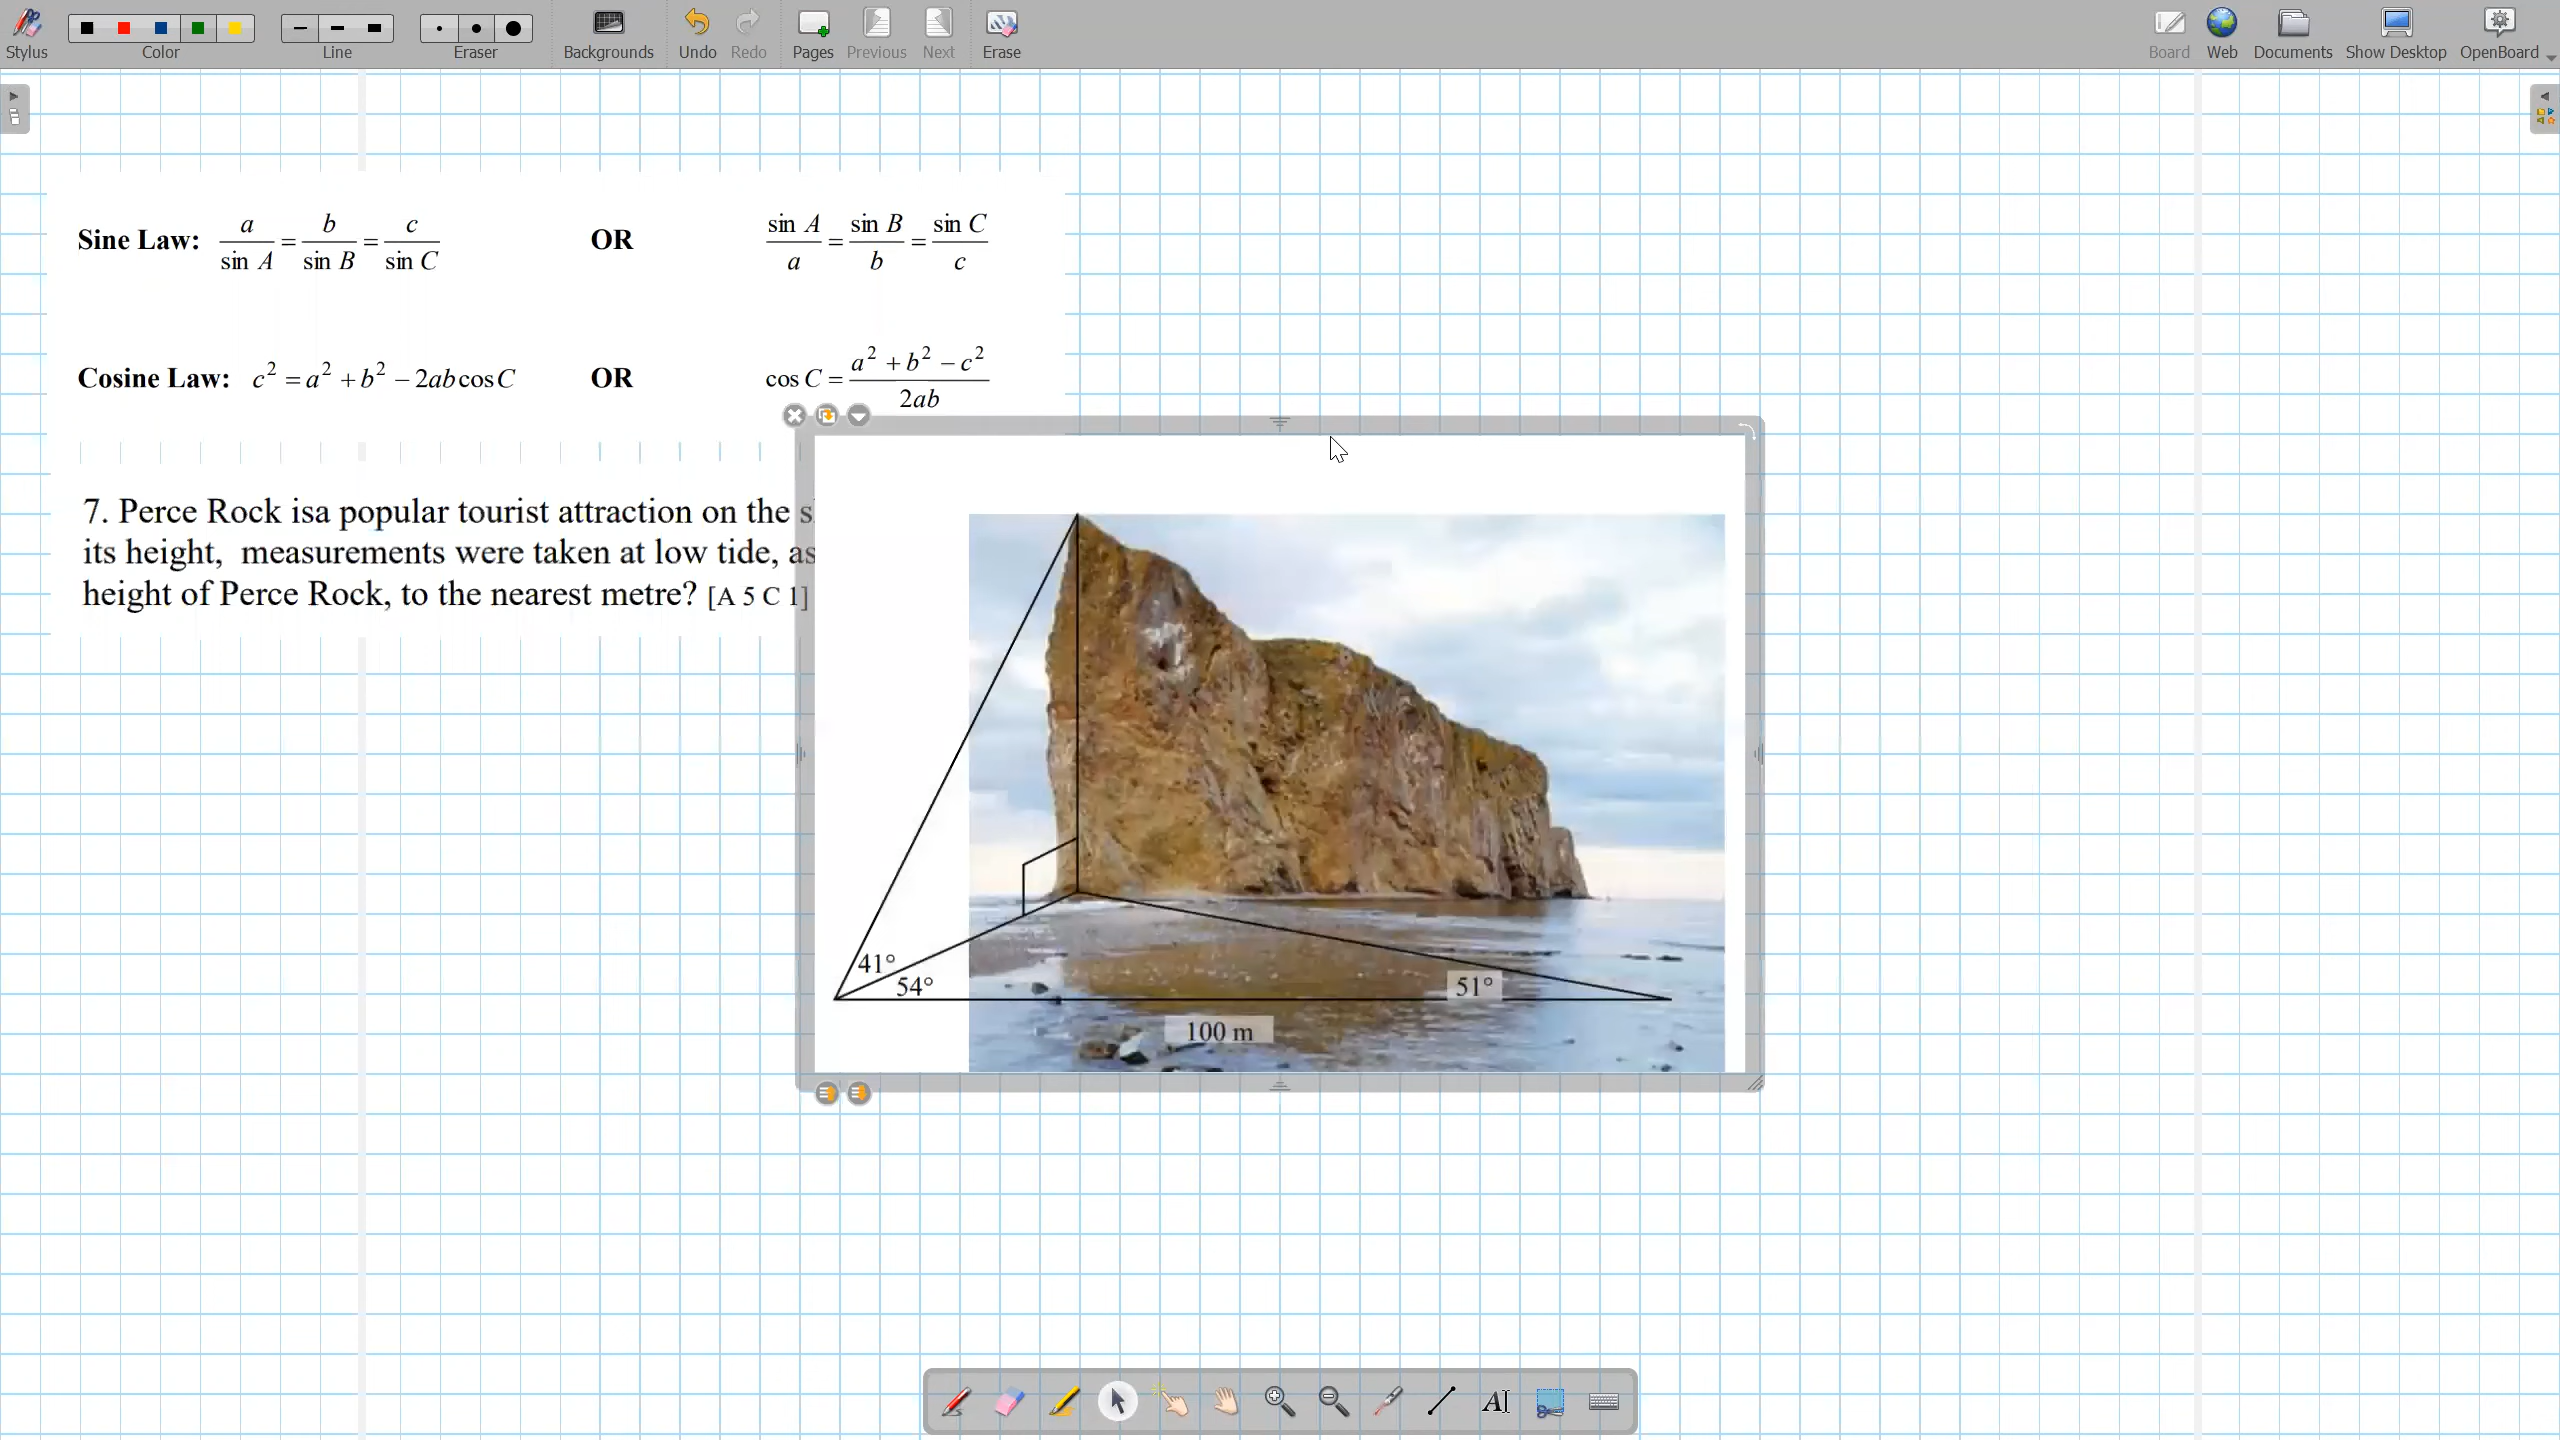 Stylus
Color
Line
Eraser
Backgrounds
Undo
Redo
Pages
Previous
Next
Erase
Board
Web
Documents
Show Desktop
OpenBoard
Sine Law: a/sin A = b/sin B = c/sin C OR sin A/a = sin B/b = sin C/c
Cosine Law: c² = a² + b² − 2ab cos C OR cos C = (a² + b² − c²)/2ab
7. Perce Rock isa popular tourist attraction on the
its height, measurements were taken at low tide, as
height of Perce Rock, to the nearest metre? [A 5 C 1]
41°
54°
51°
100 m
AI